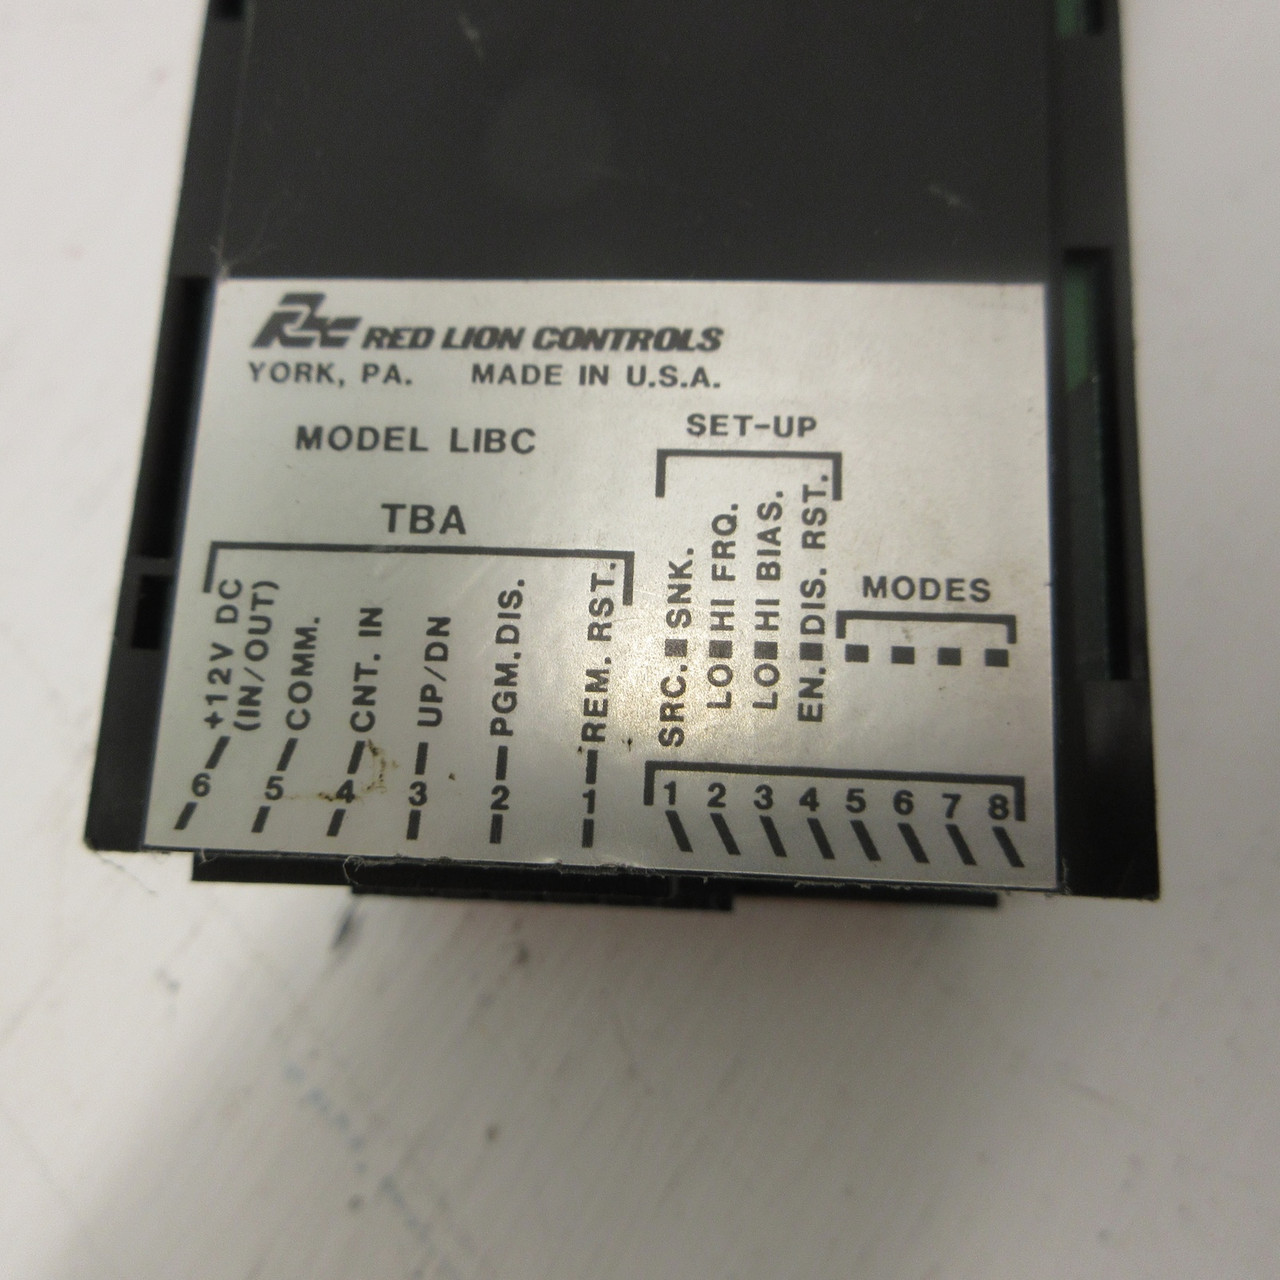 RLC RED LION CONTROLS
YORK, PA. MADE IN U.S.A.
MODEL LIBC
TBA
6 +12V DC (IN/OUT)
5 COMM.
4 CNT. IN
3 UP/DN
2 PGM. DIS.
1 REM. RST.
SET-UP
1 SRC. SNK.
2 LO HI FRQ.
3 LO HI BIAS.
4 EN. DIS. RST.
MODES
5 6 7 8